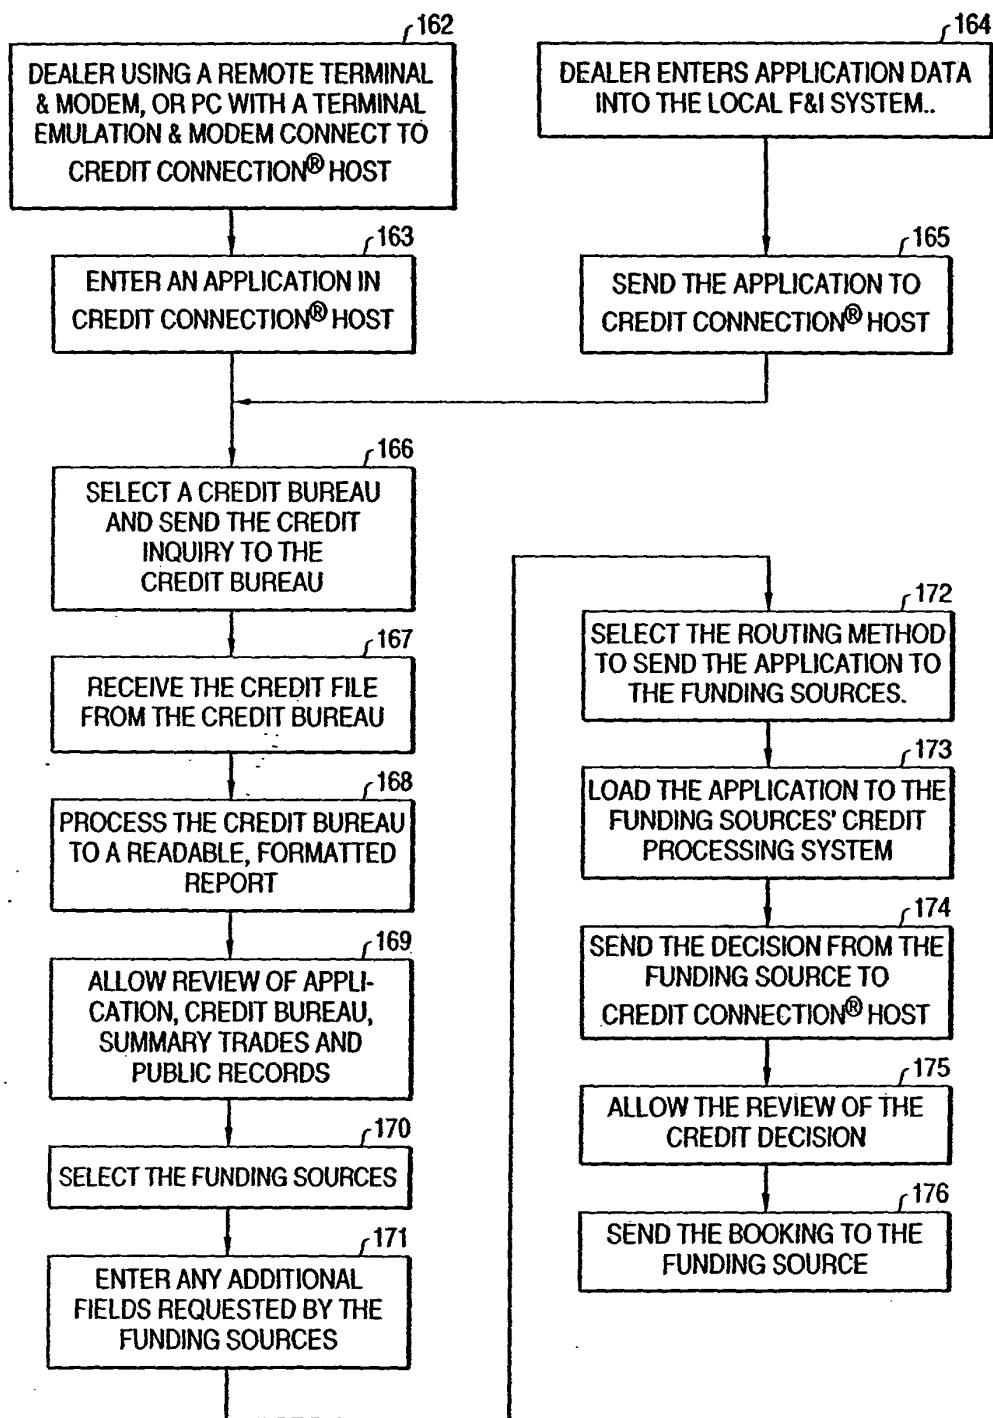 162
DEALER USING A REMOTE TERMINAL
& MODEM, OR PC WITH A TERMINAL
EMULATION & MODEM CONNECT TO
CREDIT CONNECTION® HOST
164
DEALER ENTERS APPLICATION DATA
INTO THE LOCAL F&I SYSTEM..
163
ENTER AN APPLICATION IN
CREDIT CONNECTION® HOST
165
SEND THE APPLICATION TO
CREDIT CONNECTION® HOST
166
SELECT A CREDIT BUREAU
AND SEND THE CREDIT
INQUIRY TO THE
CREDIT BUREAU
167
RECEIVE THE CREDIT FILE
FROM THE CREDIT BUREAU
168
PROCESS THE CREDIT BUREAU
TO A READABLE, FORMATTED
REPORT
169
ALLOW REVIEW OF APPLI-
CATION, CREDIT BUREAU,
SUMMARY TRADES AND
PUBLIC RECORDS
170
SELECT THE FUNDING SOURCES
171
ENTER ANY ADDITIONAL
FIELDS REQUESTED BY THE
FUNDING SOURCES
172
SELECT THE ROUTING METHOD
TO SEND THE APPLICATION TO
THE FUNDING SOURCES.
173
LOAD THE APPLICATION TO THE
FUNDING SOURCES' CREDIT
PROCESSING SYSTEM
174
SEND THE DECISION FROM THE
FUNDING SOURCE TO
CREDIT CONNECTION® HOST
175
ALLOW THE REVIEW OF THE
CREDIT DECISION
176
SEND THE BOOKING TO THE
FUNDING SOURCE